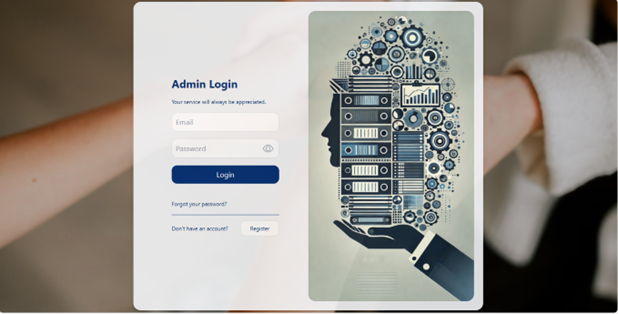 Admin Login
Your service will always be appreciated.
Email
Password
Login
Forgot your password?
Don't have an account? Register